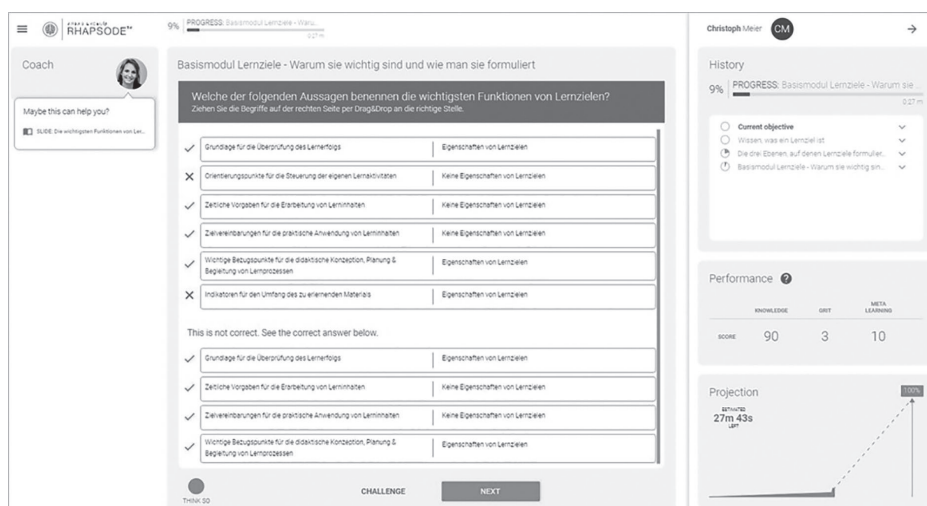 RHAPSODE™
9% PROGRESS: Basismodul Lernziele - Waru...
0:27 m
Coach
Maybe this can help you?
SLIDE: Die wichtigsten Funktionen von Ler...
Basismodul Lernziele - Warum sie wichtig sind und wie man sie formuliert
Welche der folgenden Aussagen benennen die wichtigsten Funktionen von Lernzielen?
Ziehen Sie die Begriffe auf der rechten Seite per Drag&Drop an die richtige Stelle.
Grundlage für die Überprüfung des Lernerfolgs Eigenschaften von Lernzielen
Orientierungspunkte für die Steuerung der eigenen Lernaktivitäten Keine Eigenschaften von Lernzielen
Zeitliche Vorgaben für die Erarbeitung von Lerninhalten Keine Eigenschaften von Lernzielen
Zielvereinbarungen für die praktische Anwendung von Lerninhalten Keine Eigenschaften von Lernzielen
Wichtige Bezugspunkte für die didaktische Konzeption, Planung & Eigenschaften von Lernzielen
Begleitung von Lernprozessen
Indikatoren für den Umfang des zu erlernenden Materials Eigenschaften von Lernzielen
This is not correct. See the correct answer below.
Grundlage für die Überprüfung des Lernerfolgs Eigenschaften von Lernzielen
Zeitliche Vorgaben für die Erarbeitung von Lerninhalten Keine Eigenschaften von Lernzielen
Zielvereinbarungen für die praktische Anwendung von Lerninhalten Keine Eigenschaften von Lernzielen
Wichtige Bezugspunkte für die didaktische Konzeption, Planung & Eigenschaften von Lernzielen
Begleitung von Lernprozessen
THINK SO
CHALLENGE
NEXT
Christoph Meier CM
History
9% PROGRESS: Basismodul Lernziele - Warum sie ...
0:27 m
Current objective
Wissen, was ein Lernziel ist
Die drei Ebenen, auf denen Lernziele formulier...
Basismodul Lernziele - Warum sie wichtig sin...
Performance ?
KNOWLEDGE GRIT META
LEARNING
SCORE 90 3 10
Projection
100%
ESTIMATED
27m 43s
LEFT